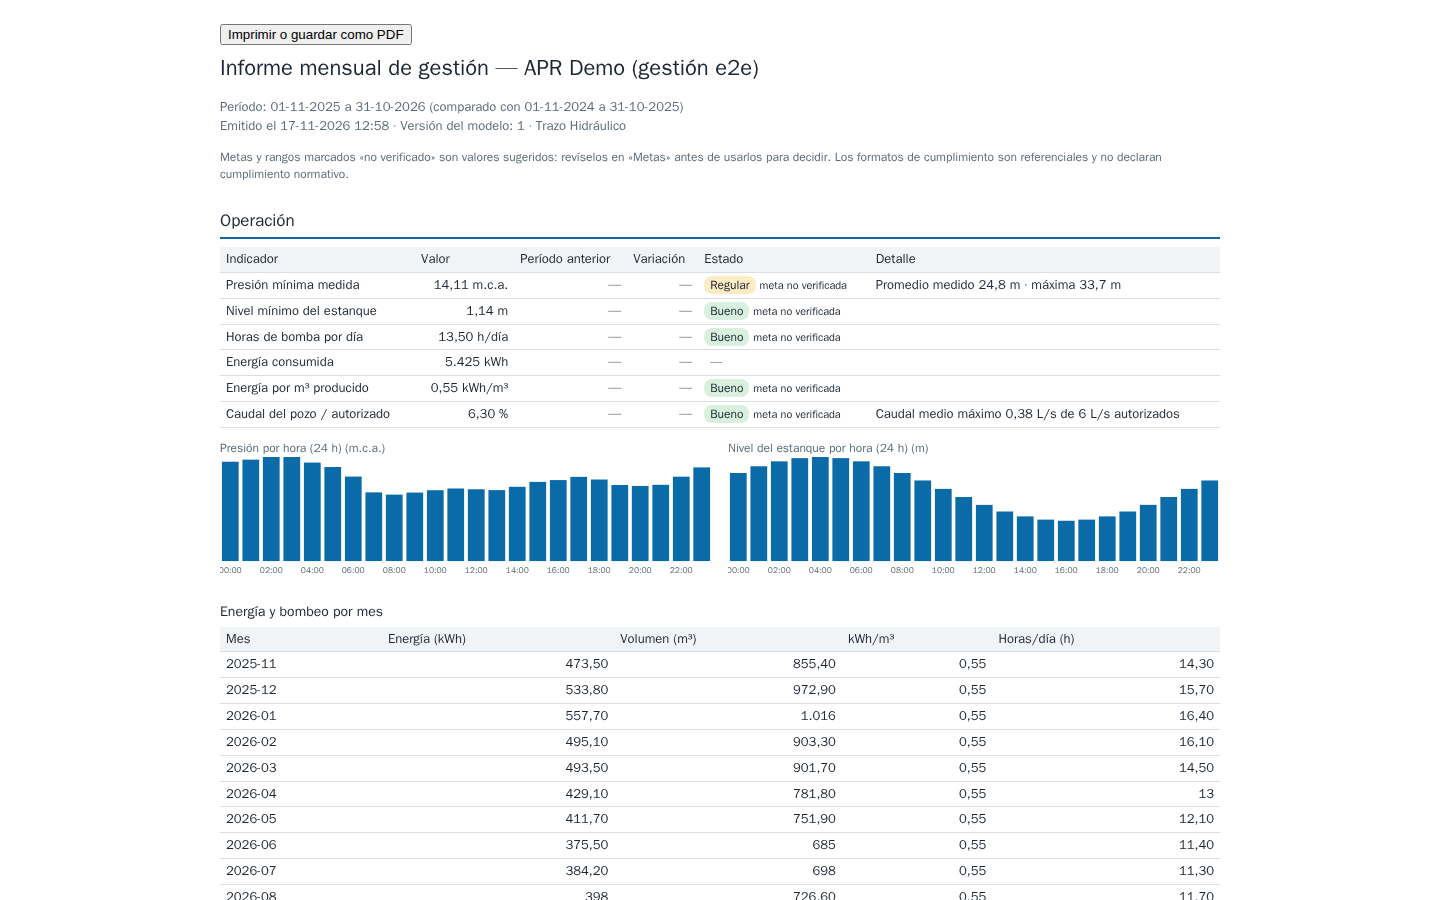 Imprimir o guardar como PDF
Informe mensual de gestión — APR Demo (gestión e2e)
Período: 01-11-2025 a 31-10-2026 (comparado con 01-11-2024 a 31-10-2025)
Emitido el 17-11-2026 12:58 · Versión del modelo: 1 · Trazo Hidráulico
Metas y rangos marcados «no verificado» son valores sugeridos: revíselos en «Metas» antes de usarlos para decidir. Los formatos de cumplimiento son referenciales y no declaran
cumplimiento normativo.
Operación
Indicador Valor Período anterior Variación Estado Detalle
Presión mínima medida 14,11 m.c.a. — — Regular meta no verificada Promedio medido 24,8 m · máxima 33,7 m
Nivel mínimo del estanque 1,14 m — — Bueno meta no verificada
Horas de bomba por día 13,50 h/día — — Bueno meta no verificada
Energía consumida 5.425 kWh — — —
Energía por m³ producido 0,55 kWh/m³ — — Bueno meta no verificada
Caudal del pozo / autorizado 6,30 % — — Bueno meta no verificada Caudal medio máximo 0,38 L/s de 6 L/s autorizados
Presión por hora (24 h) (m.c.a.) Nivel del estanque por hora (24 h) (m)
00:00 02:00 04:00 06:00 08:00 10:00 12:00 14:00 16:00 18:00 20:00 22:00 00:00 02:00 04:00 06:00 08:00 10:00 12:00 14:00 16:00 18:00 20:00 22:00
Energía y bombeo por mes
Mes Energía (kWh) Volumen (m³) kWh/m³ Horas/día (h)
2025-11 473,50 855,40 0,55 14,30
2025-12 533,80 972,90 0,55 15,70
2026-01 557,70 1.016 0,55 16,40
2026-02 495,10 903,30 0,55 16,10
2026-03 493,50 901,70 0,55 14,50
2026-04 429,10 781,80 0,55 13
2026-05 411,70 751,90 0,55 12,10
2026-06 375,50 685 0,55 11,40
2026-07 384,20 698 0,55 11,30
2026-08 398 726,60 0,55 11,70